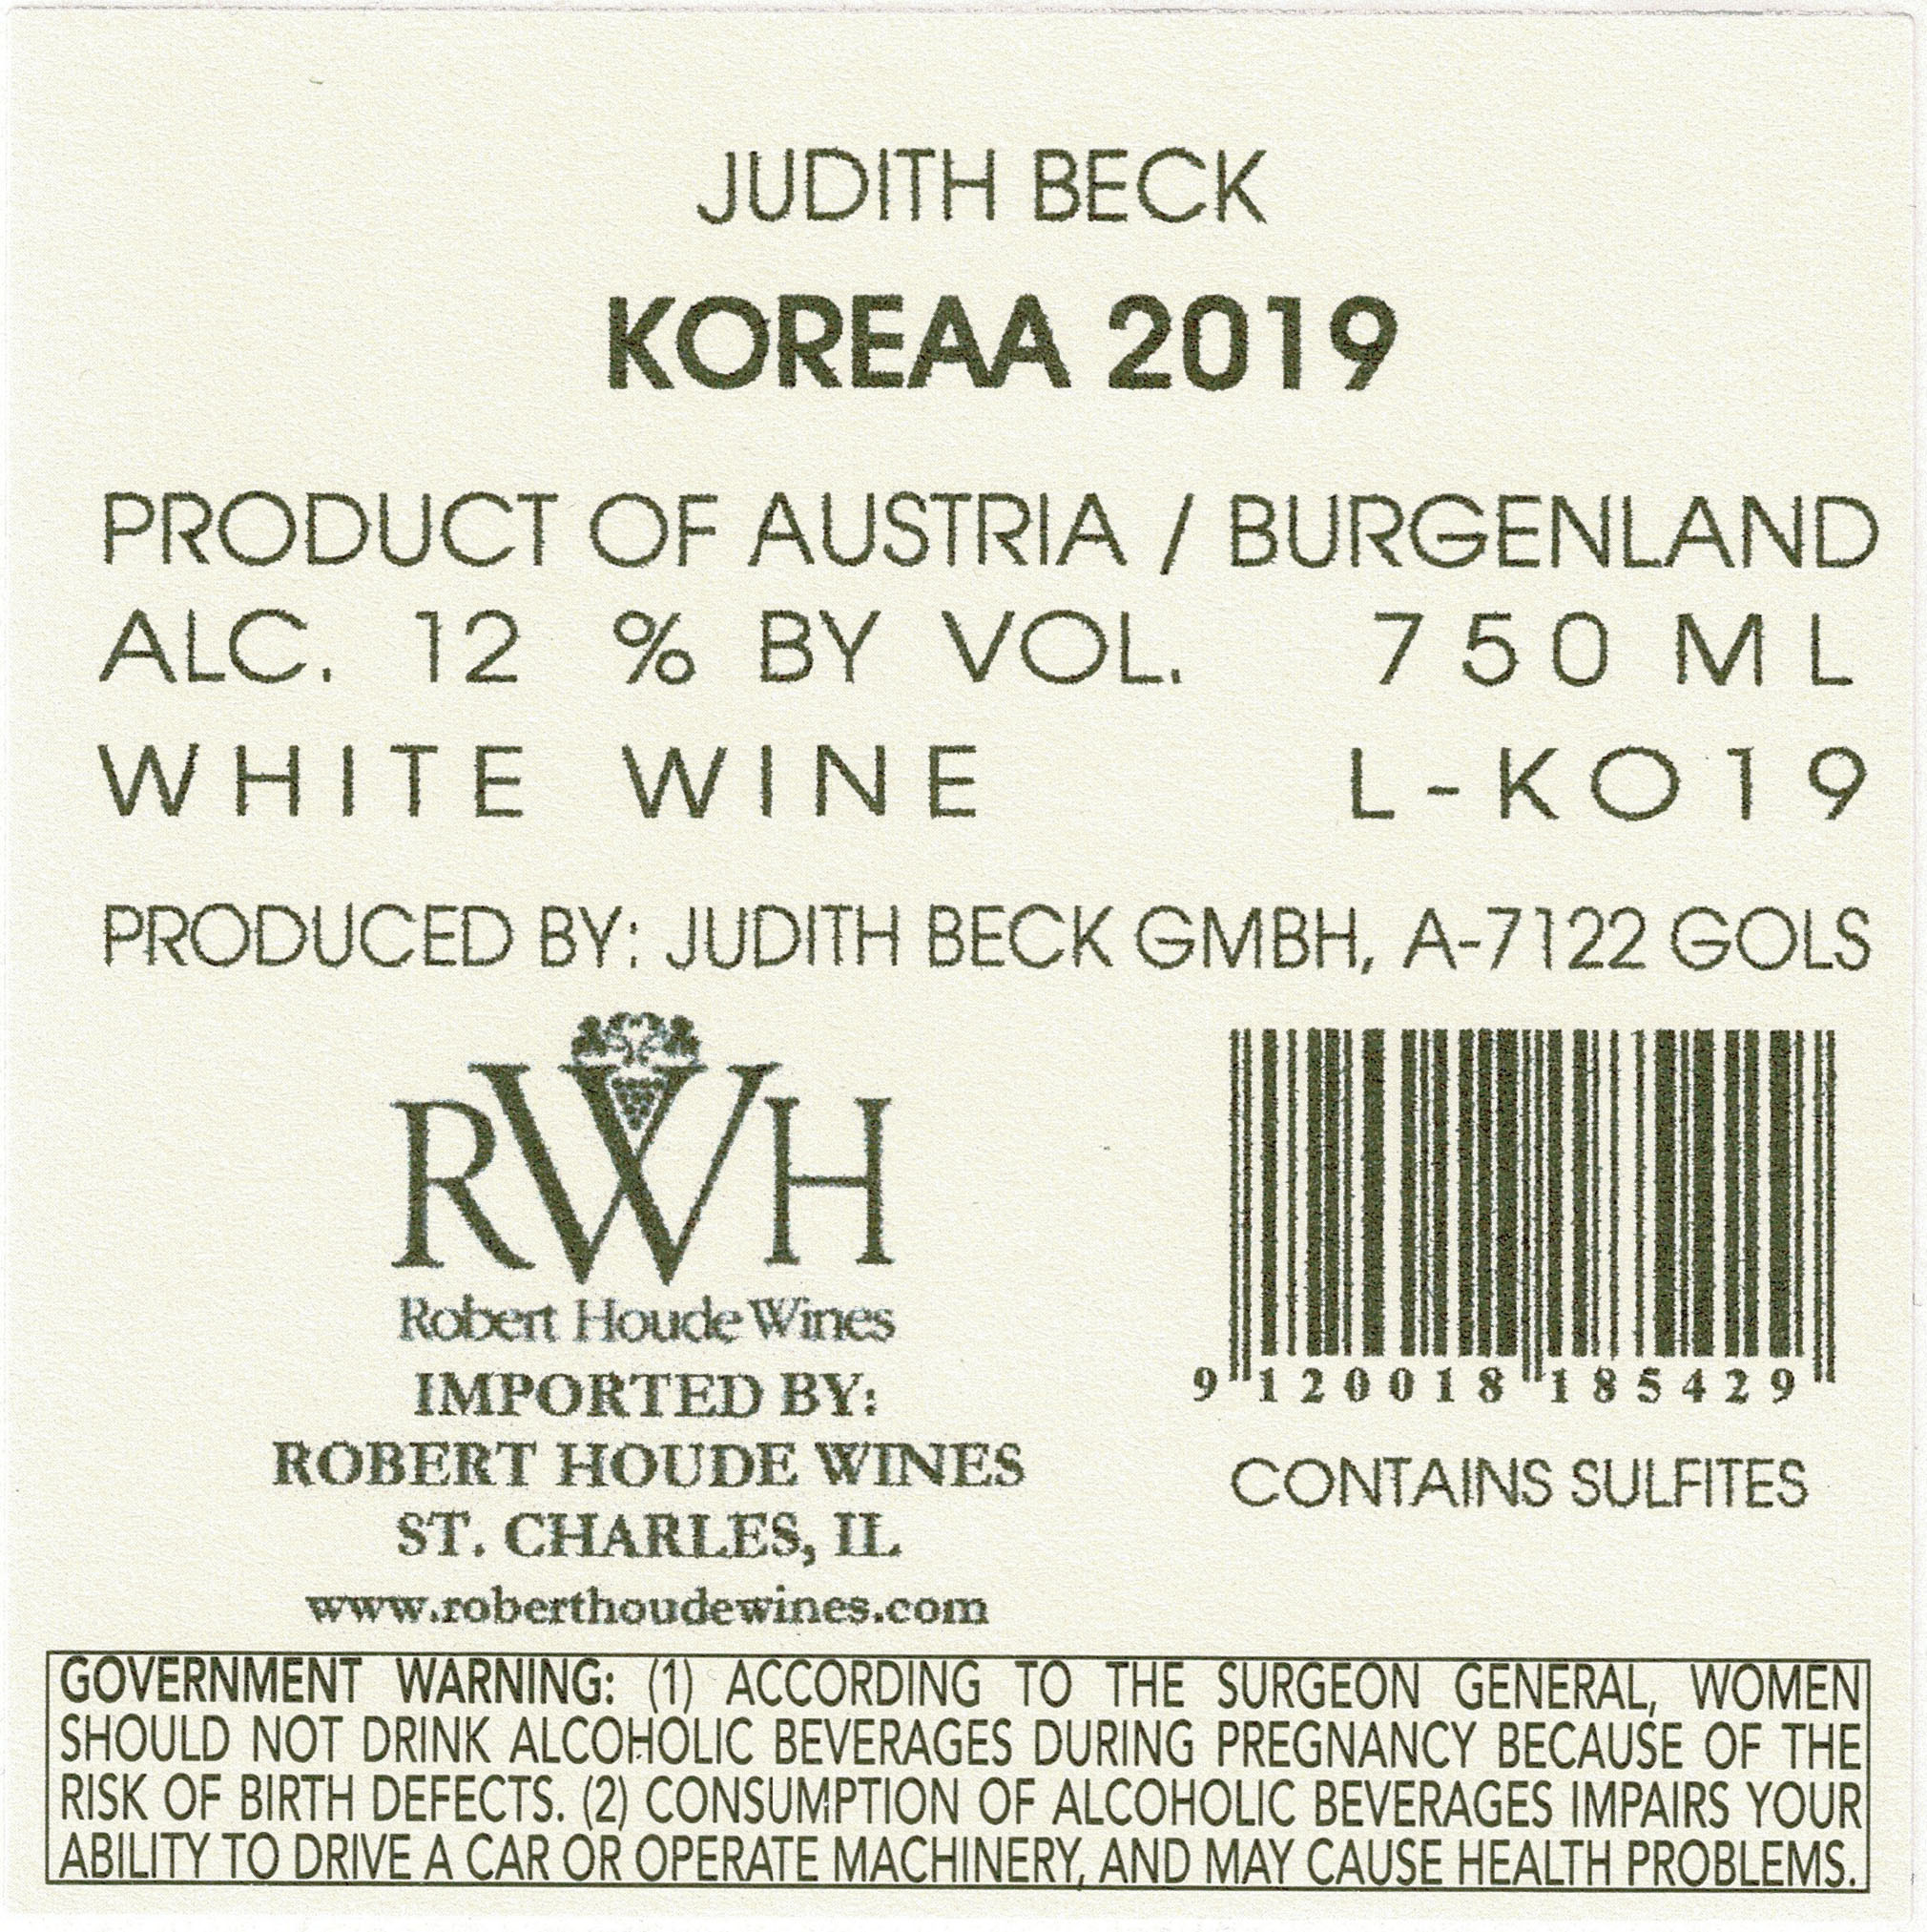 JUDITH BECK
KOREAA 2019
PRODUCT OF AUSTRIA / BURGENLAND
ALC. 12 % BY VOL. 750 ML
WHITE WINE L-KO19
PRODUCED BY: JUDITH BECK GMBH, A-7122 GOLS
RWH
Robert Houde Wines
IMPORTED BY:
ROBERT HOUDE WINES
ST. CHARLES, IL
www.roberthoudewines.com
9 120018 185429
CONTAINS SULFITES
GOVERNMENT WARNING: (1) ACCORDING TO THE SURGEON GENERAL, WOMEN
SHOULD NOT DRINK ALCOHOLIC BEVERAGES DURING PREGNANCY BECAUSE OF THE
RISK OF BIRTH DEFECTS. (2) CONSUMPTION OF ALCOHOLIC BEVERAGES IMPAIRS YOUR
ABILITY TO DRIVE A CAR OR OPERATE MACHINERY, AND MAY CAUSE HEALTH PROBLEMS.